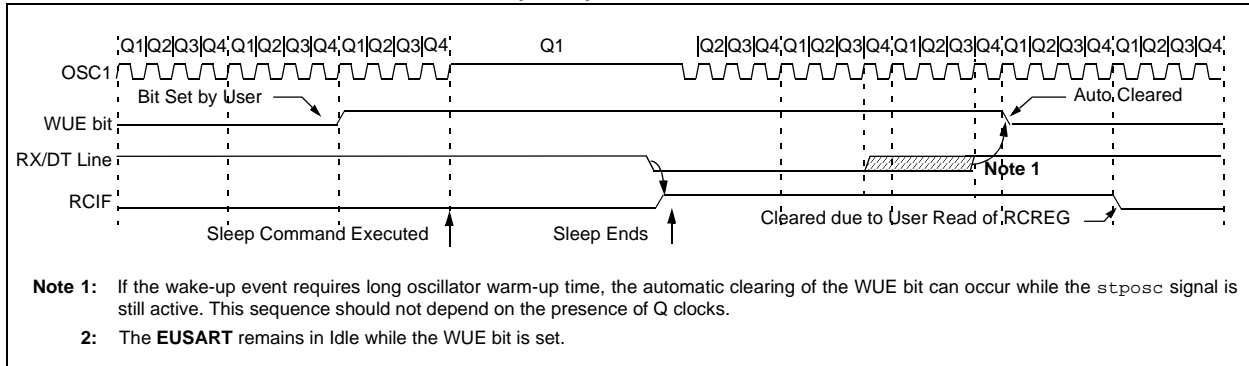 Q1|Q2|Q3|Q4 Q1|Q2|Q3|Q4 Q1|Q2|Q3|Q4 Q1 |Q2|Q3|Q4 Q1|Q2|Q3|Q4 Q1|Q2|Q3 Q4 Q1|Q2|Q3|Q4 Q1|Q2|Q3|Q4
OSC1
Bit Set by User
Auto Cleared
WUE bit
RX/DT Line
Note 1
RCIF
Cleared due to User Read of RCREG
Sleep Command Executed
Sleep Ends
Note 1: If the wake-up event requires long oscillator warm-up time, the automatic clearing of the WUE bit can occur while the stposc signal is
still active. This sequence should not depend on the presence of Q clocks.
2: The EUSART remains in Idle while the WUE bit is set.